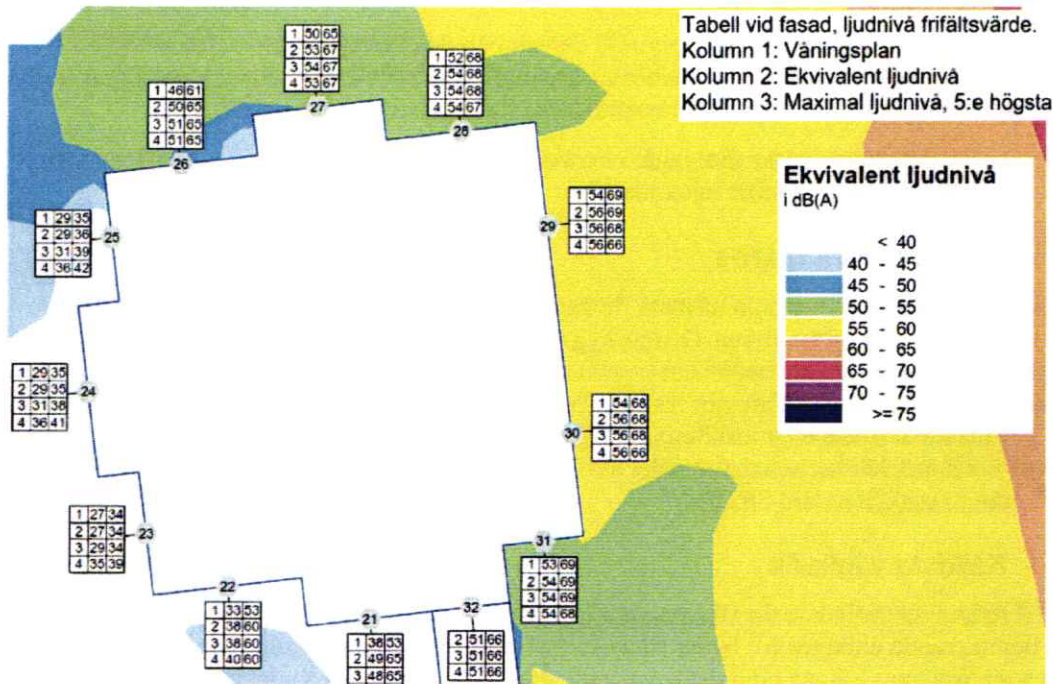 Tabell vid fasad, ljudnivå frifältsvärde.
Kolumn 1: Våningsplan
Kolumn 2: Ekvivalent ljudnivå
Kolumn 3: Maximal ljudnivå, 5:e högsta
1 50 65
2 53 67
3 54 67
4 53 67
27
1 52 68
2 54 68
3 54 68
4 54 67
28
1 46 61
2 50 65
3 51 65
4 51 65
26
Ekvivalent ljudnivå
i dB(A)
< 40
40 - 45
45 - 50
50 - 55
55 - 60
60 - 65
65 - 70
70 - 75
>= 75
1 29 35
2 29 36
3 31 39
4 36 42
25
29
1 54 69
2 56 69
3 56 68
4 56 66
1 29 35
2 29 35
3 31 38
4 36 41
24
30
1 54 68
2 56 68
3 56 68
4 56 66
1 27 34
2 27 34
3 29 34
4 35 39
23
31
1 53 69
2 54 69
3 54 69
4 54 68
22
1 33 53
2 38 60
3 38 60
4 40 60
21
1 38 53
2 49 65
3 48 65
32
2 51 66
3 51 66
4 51 66